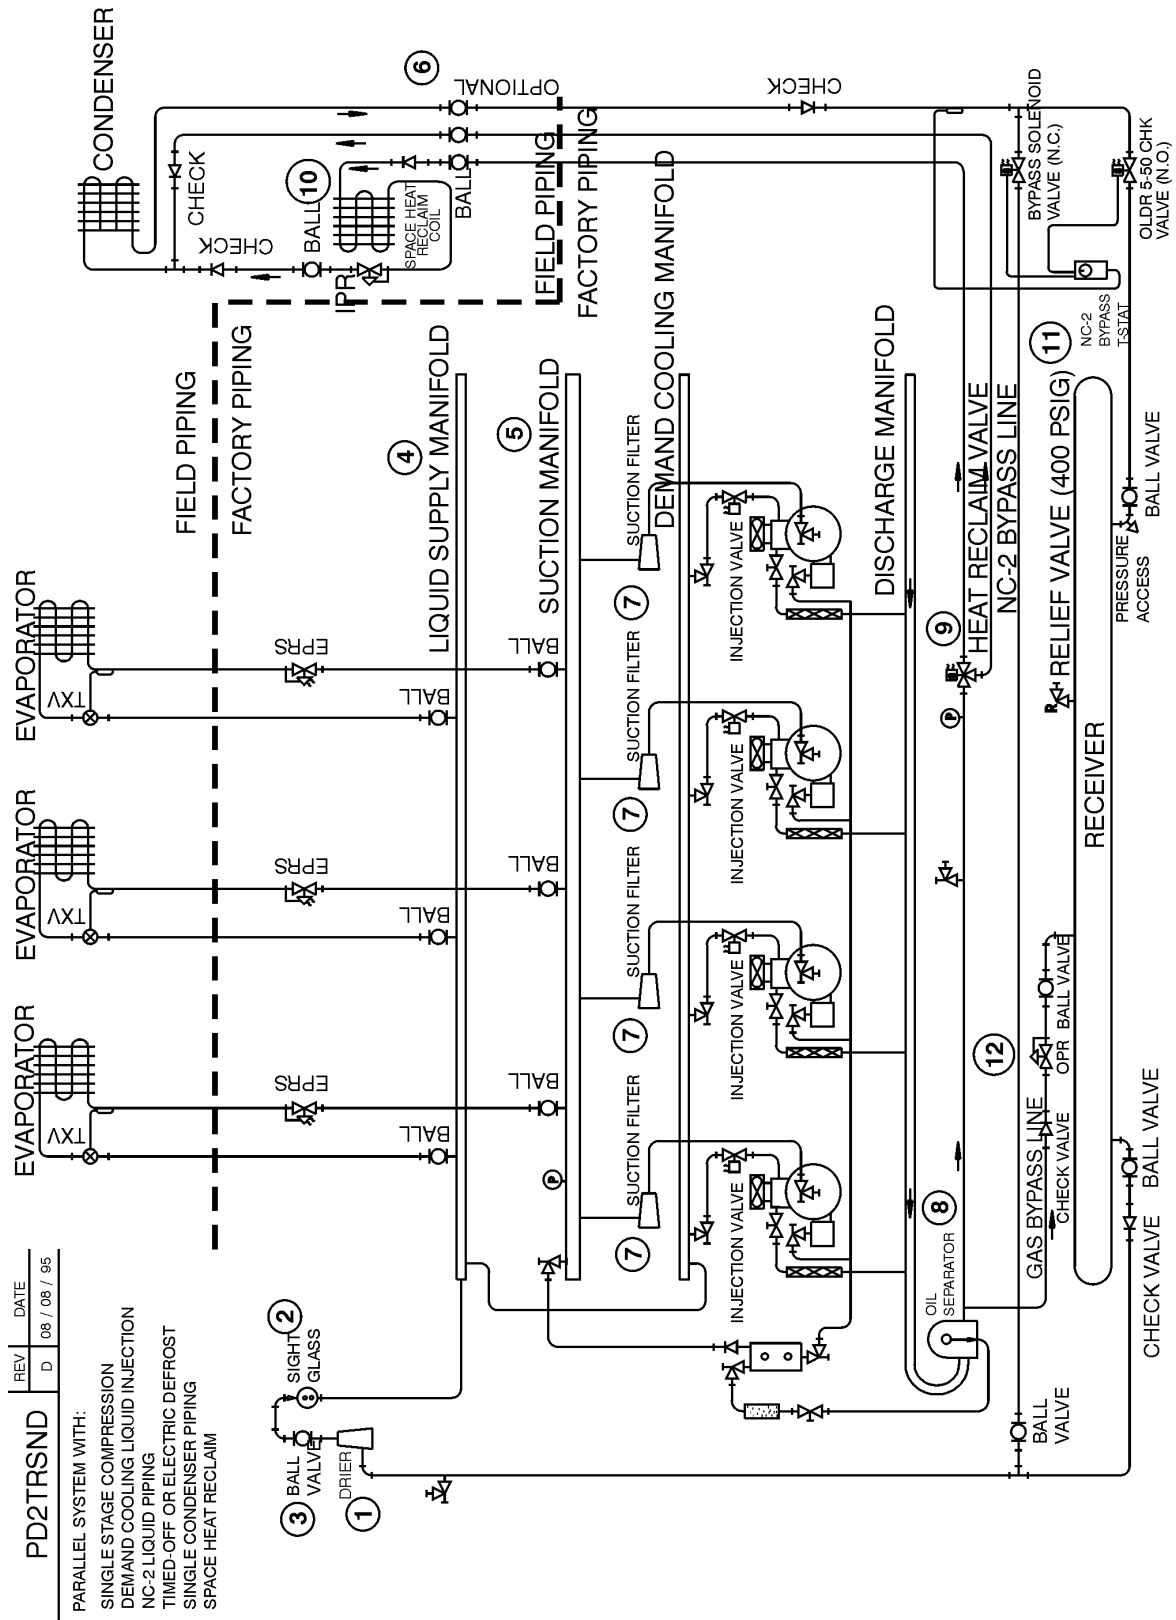 PD2TRSND
REV
DATE
D
08 / 08 / 95
PARALLEL SYSTEM WITH:
SINGLE STAGE COMPRESSION
DEMAND COOLING LIQUID INJECTION
NC-2 LIQUID PIPING
TIMED-OFF OR ELECTRIC DEFROST
SINGLE CONDENSER PIPING
SPACE HEAT RECLAIM
EVAPORATOR
EVAPORATOR
EVAPORATOR
TXV
TXV
TXV
CONDENSER
FIELD PIPING
FACTORY PIPING
CHECK
CHECK
BALL
10
IPR
SPACE HEAT
RECLAIM
COIL
BALL
6
OPTIONAL
FIELD PIPING
FACTORY PIPING
CHECK
EPRS
EPRS
EPRS
3
BALL
VALVE
2
SIGHT
GLASS
1
DRIER
BALL
BALL
BALL
4
LIQUID SUPPLY MANIFOLD
P
BALL
BALL
BALL
5
SUCTION MANIFOLD
7
SUCTION FILTER
7
SUCTION FILTER
7
SUCTION FILTER
7
SUCTION FILTER
DEMAND COOLING MANIFOLD
INJECTION VALVE
INJECTION VALVE
INJECTION VALVE
INJECTION VALVE
DISCHARGE MANIFOLD
8
OIL
SEPARATOR
P
9
HEAT RECLAIM VALVE
NC-2 BYPASS LINE
12
GAS BYPASS LINE
CHECK VALVE
OPR
BALL VALVE
R
RELIEF VALVE (400 PSIG)
11
NC-2
BYPASS
T-STAT
BYPASS SOLENOID
VALVE (N.C.)
OLDR 5-50 CHK
VALVE (N.O.)
RECEIVER
PRESSURE
ACCESS
BALL VALVE
BALL
VALVE
CHECK VALVE
BALL VALVE